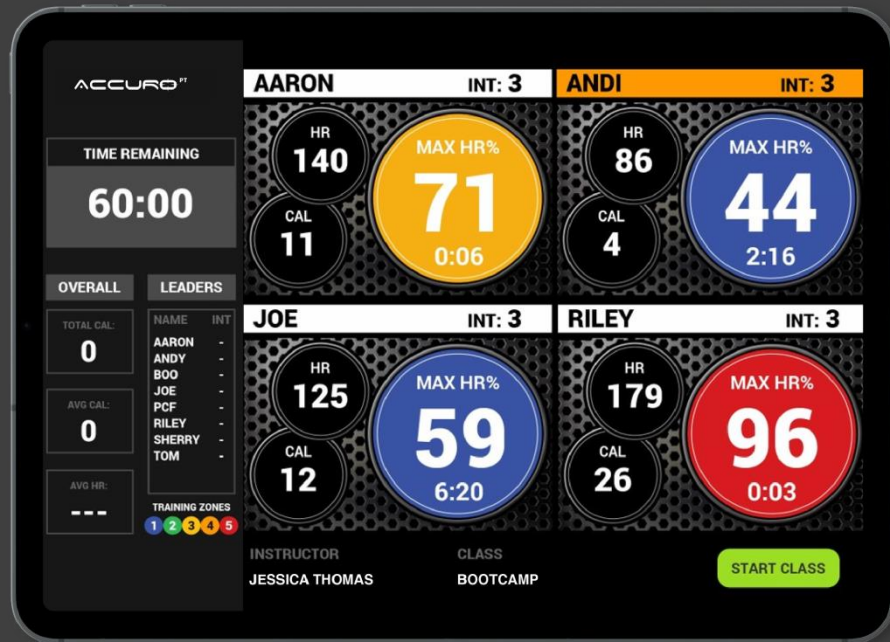 ACCURO PT
TIME REMAINING
60:00
OVERALL
TOTAL CAL:
0
AVG CAL:
0
AVG HR:
---
LEADERS
NAME INT
AARON -
ANDY -
BOO -
JOE -
PCF -
RILEY -
SHERRY -
TOM -
TRAINING ZONES
1 2 3 4 5
AARON INT: 3
HR
140
CAL
11
MAX HR%
71
0:06
ANDI INT: 3
HR
86
CAL
4
MAX HR%
44
2:16
JOE INT: 3
HR
125
CAL
12
MAX HR%
59
6:20
RILEY INT: 3
HR
179
CAL
26
MAX HR%
96
0:03
INSTRUCTOR
JESSICA THOMAS
CLASS
BOOTCAMP
START CLASS